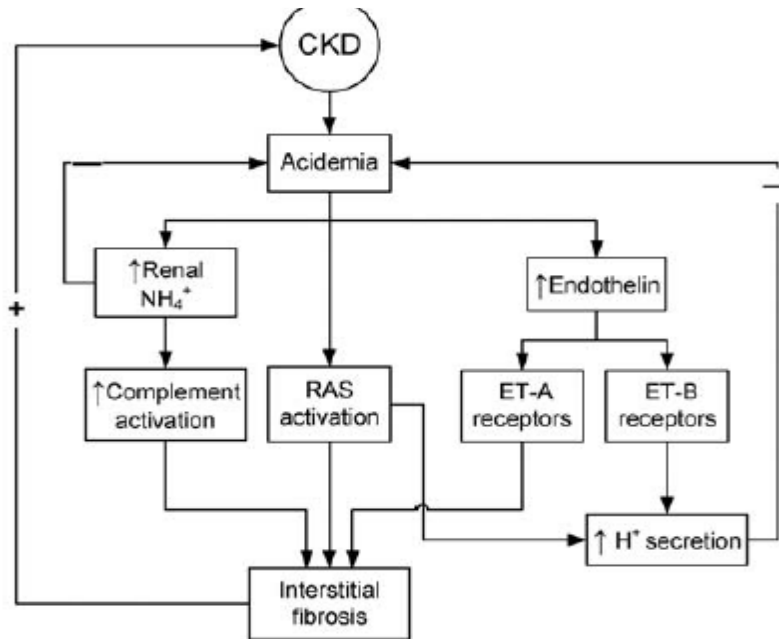 CKD
Acidemia
—
—
↑Renal
NH₄⁺
↑Endothelin
+
↑Complement
activation
RAS
activation
ET-A
receptors
ET-B
receptors
↑ H⁺ secretion
Interstitial
fibrosis